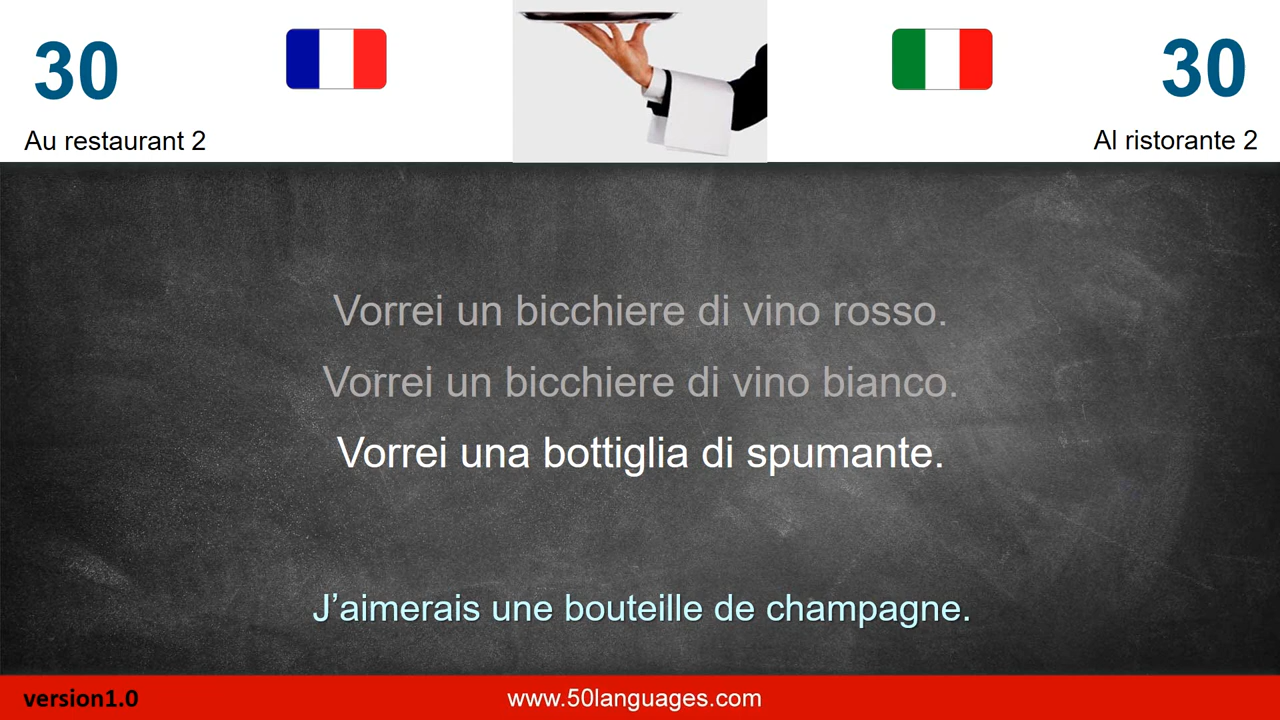 30
30
Au restaurant 2
Al ristorante 2
Vorrei un bicchiere di vino rosso.
Vorrei un bicchiere di vino bianco.
Vorrei una bottiglia di spumante.
J’aimerais une bouteille de champagne.
version1.0
www.50languages.com